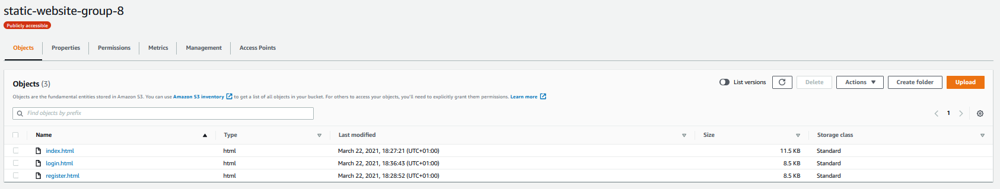 static-website-group-8
Publicly accessible
Objects Properties Permissions Metrics Management Access Points
Objects (3) List versions Delete Actions Create folder Upload
Objects are the fundamental entities stored in Amazon S3. You can use Amazon S3 inventory to get a list of all objects in your bucket. For others to access your objects, you'll need to explicitly grant them permissions. Learn more
Find objects by prefix 1
Name Type Last modified Size Storage class
index.html html March 22, 2021, 18:27:21 (UTC+01:00) 11.5 KB Standard
login.html html March 22, 2021, 18:36:43 (UTC+01:00) 8.5 KB Standard
register.html html March 22, 2021, 18:28:52 (UTC+01:00) 8.5 KB Standard